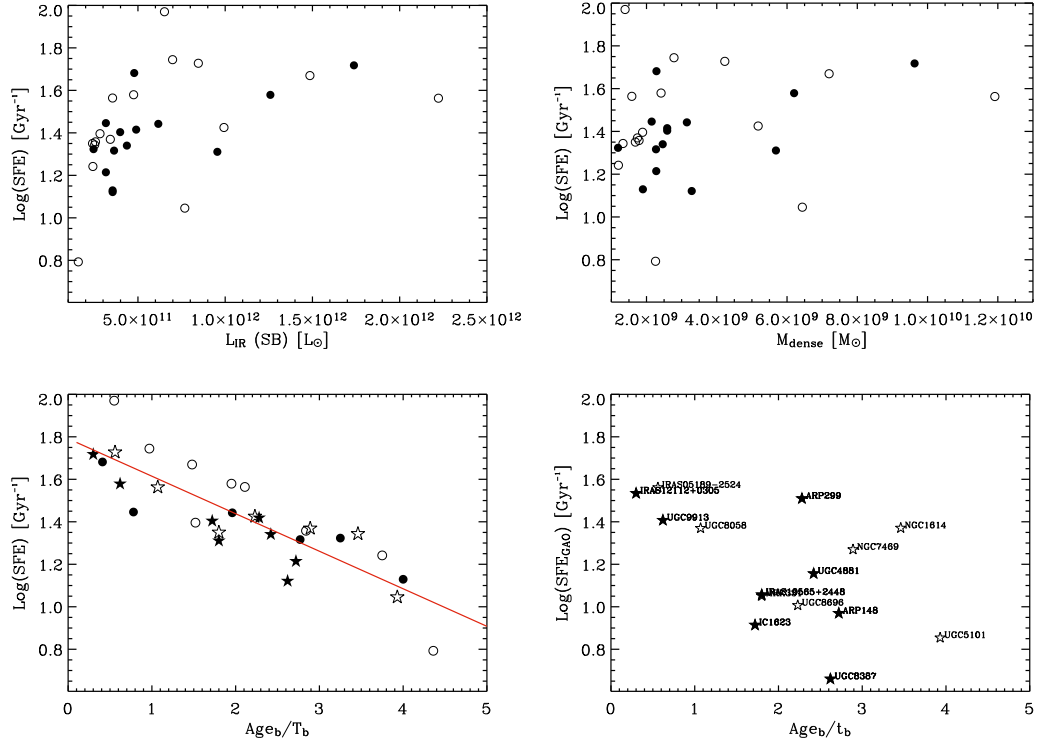 2.0
1.8
1.6
1.4
1.2
1.0
0.8
Log(SFE) [Gyr⁻¹]
5.0×10¹¹ 1.0×10¹² 1.5×10¹² 2.0×10¹² 2.5×10¹²
L_IR (SB) [L⊙]
2.0
1.8
1.6
1.4
1.2
1.0
0.8
Log(SFE) [Gyr⁻¹]
2.0×10⁹ 4.0×10⁹ 6.0×10⁹ 8.0×10⁹ 1.0×10¹⁰ 1.2×10¹⁰
M_dense [M⊙]
2.0
1.8
1.6
1.4
1.2
1.0
0.8
Log(SFE) [Gyr⁻¹]
0 1 2 3 4 5
Age_b/T_b
2.0
1.8
1.6
1.4
1.2
1.0
0.8
Log(SFE_GAO) [Gyr⁻¹]
IRAS05189-2524
IRAS12112+0305
ARP299
UGC9913
UGC8058
NGC1614
NGC7469
UGC4881
IRAS10565+2448
UGC8696
ARP148
IC1623
UGC5101
UGC8387
0 1 2 3 4 5
Age_b/t_b